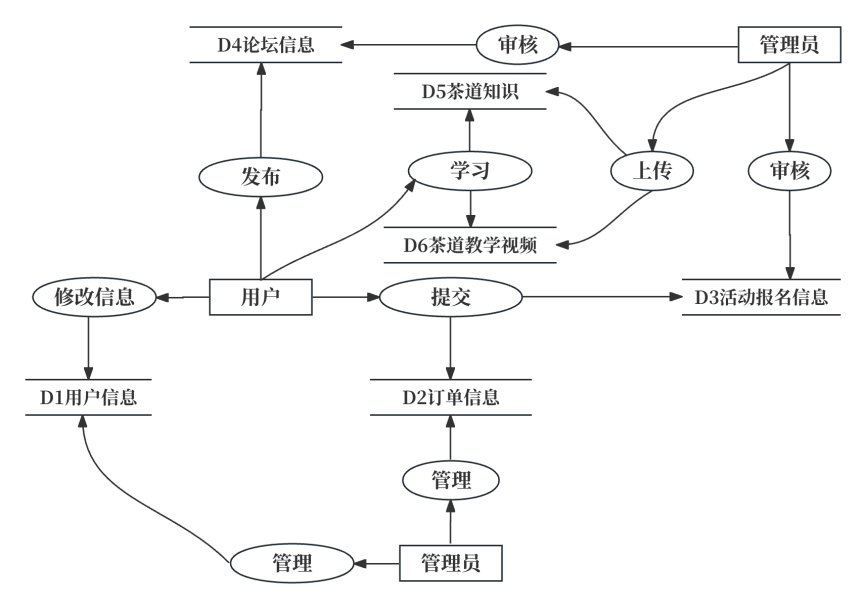 D4论坛信息
审核
管理员
D5茶道知识
发布
学习
上传
审核
D6茶道教学视频
修改信息
用户
提交
D3活动报名信息
D1用户信息
D2订单信息
管理
管理
管理员